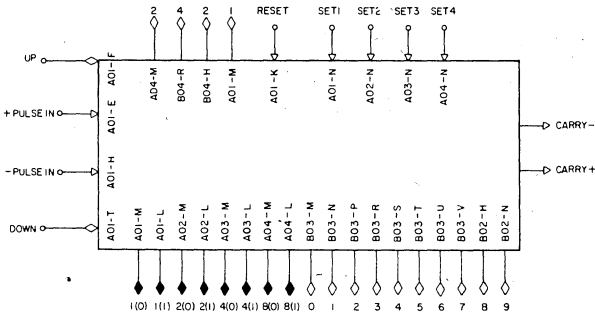 2 4 2 1 RESET SET1 SET2 SET3 SET4
UP
A01-F
AD4-M B04-R B04-H A01-M A01-K A01-N A02-N A03-N A04-N
+PULSE IN
A01-E
CARRY-
-PULSE IN
A01-H
CARRY+
DOWN
A01-T
A01-M A01-L A02-M A02-L A03-M A03-L A04-M A04-L B03-M B03-N B03-P B03-R B03-S B03-T B03-U B03-V B02-H B02-N
1(0) 1(1) 2(0) 2(1) 4(0) 4(1) 8(0) 8(1) 0 1 2 3 4 5 6 7 8 9